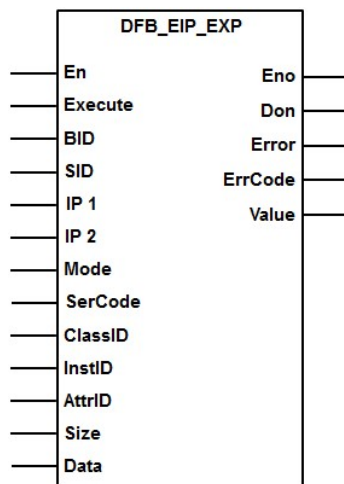 DFB_EIP_EXP
En
Execute
BID
SID
IP 1
IP 2
Mode
SerCode
ClassID
InstID
AttrID
Size
Data
Eno
Don
Error
ErrCode
Value